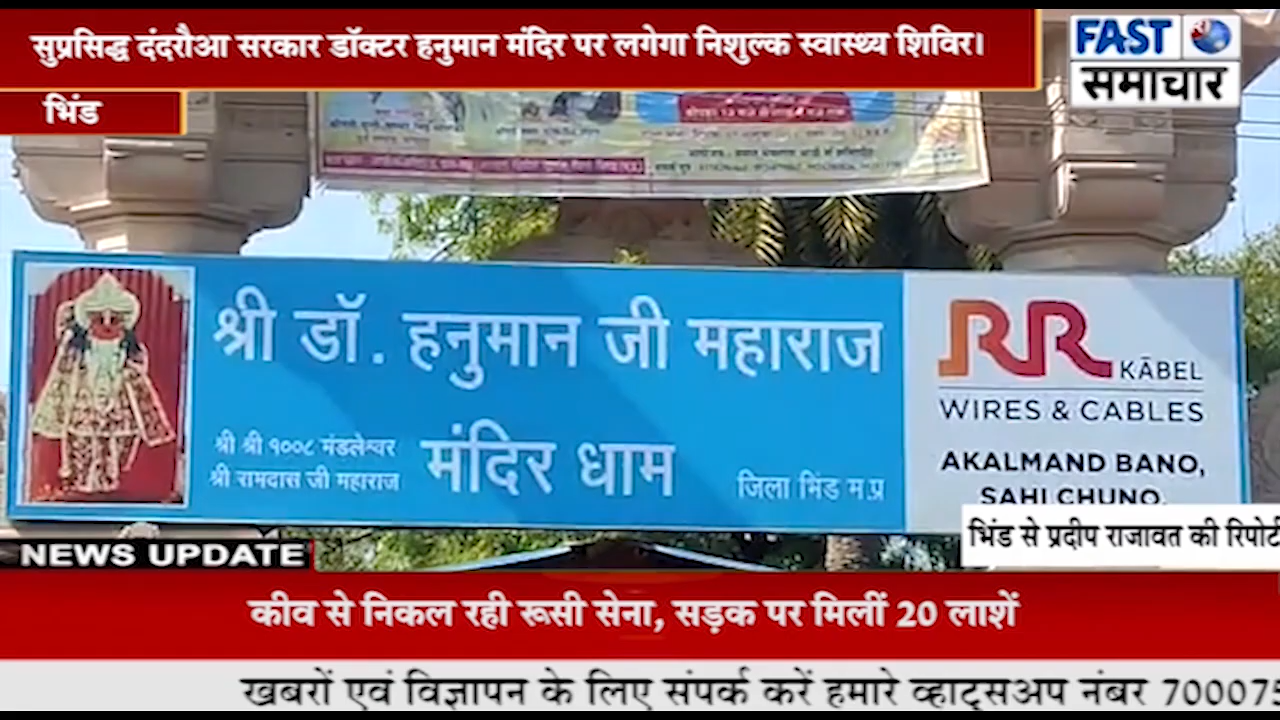 सुप्रसिद्ध दंदरौआ सरकार डॉक्टर हनुमान मंदिर पर लगेगा निशुल्क स्वास्थ्य शिविर।
FAST
समाचार
भिंड
श्री डॉ. हनुमान जी महाराज
श्री श्री १००८ मंडलेश्वर
श्री रामदास जी महाराज
मंदिर धाम
जिला भिंड म.प्र
RR KĀBEL
WIRES & CABLES
AKALMAND BANO,
SAHI CHUNO.
भिंड से प्रदीप राजावत की रिपोर्ट
NEWS UPDATE
कीव से निकल रही रूसी सेना, सड़क पर मिलीं 20 लाशें
खबरों एवं विज्ञापन के लिए संपर्क करें हमारे व्हाट्सअप नंबर 70007